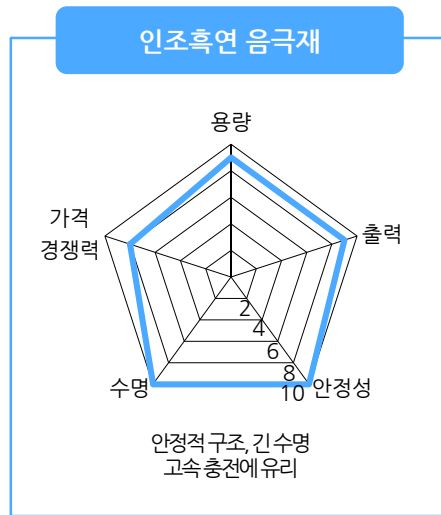 인조흑연 음극재
용량
가격
경쟁력
출력
2
4
6
8
10
수명
안정성
안정적 구조, 긴 수명
고속 충전에 유리